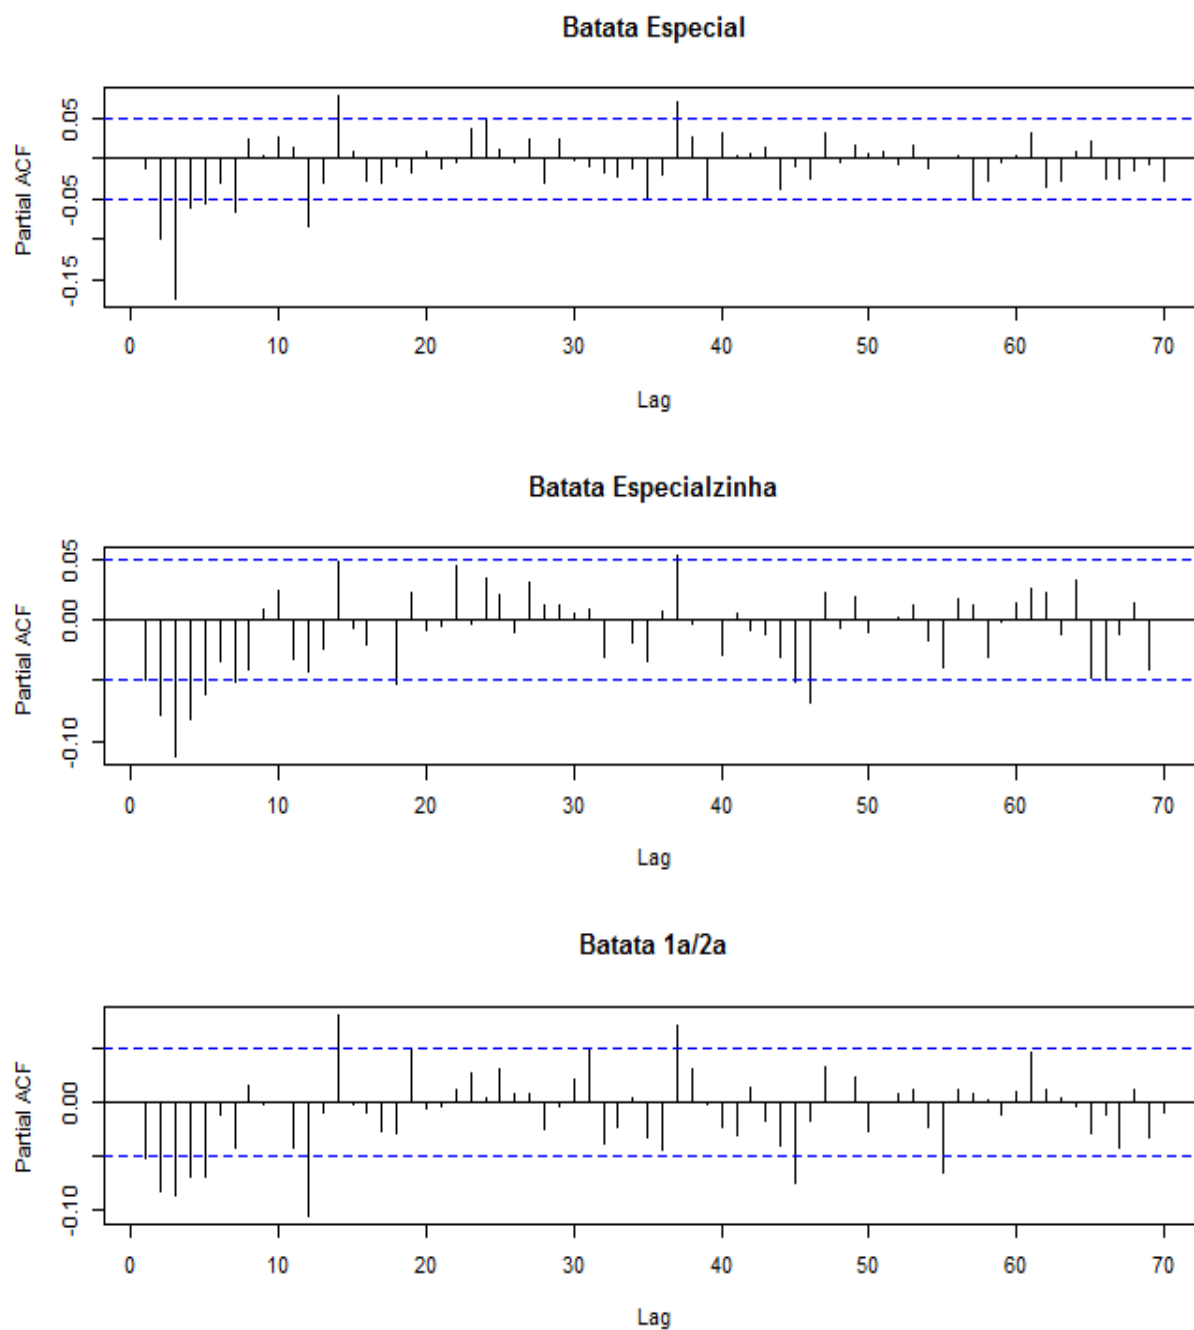 Batata Especial
Partial ACF
0.05
-0.05
-0.15
0 10 20 30 40 50 60 70
Lag
Batata Especialzinha
Partial ACF
0.05
0.00
-0.10
0 10 20 30 40 50 60 70
Lag
Batata 1a/2a
Partial ACF
0.00
-0.10
0 10 20 30 40 50 60 70
Lag